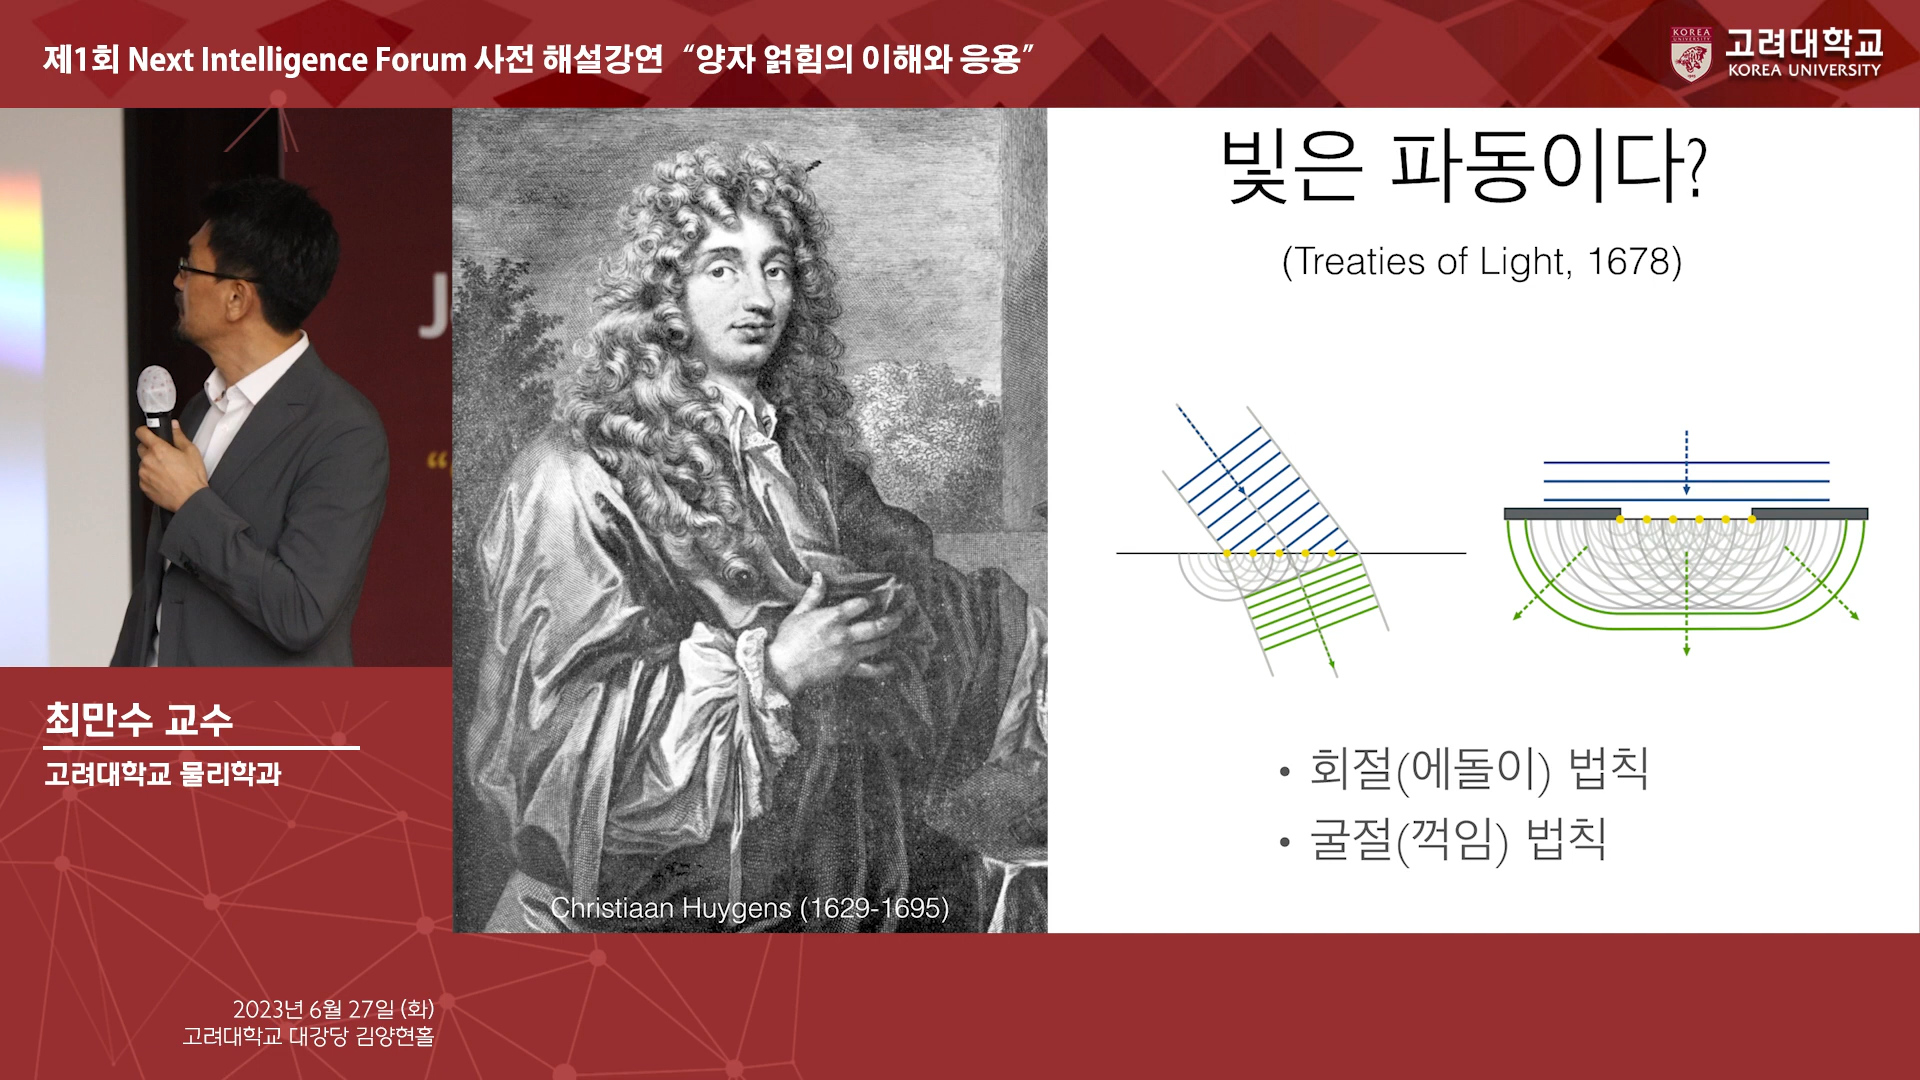 제1회 Next Intelligence Forum 사전 해설강연 “양자 얽힘의 이해와 응용”
KOREA
UNIVERSITY
고려대학교
KOREA UNIVERSITY
J
“
빛은 파동이다?
(Treaties of Light, 1678)
회절(에돌이) 법칙
굴절(꺽임) 법칙
Christiaan Huygens (1629-1695)
최만수 교수
고려대학교 물리학과
2023년 6월 27일 (화)
고려대학교 대강당 김양현홀